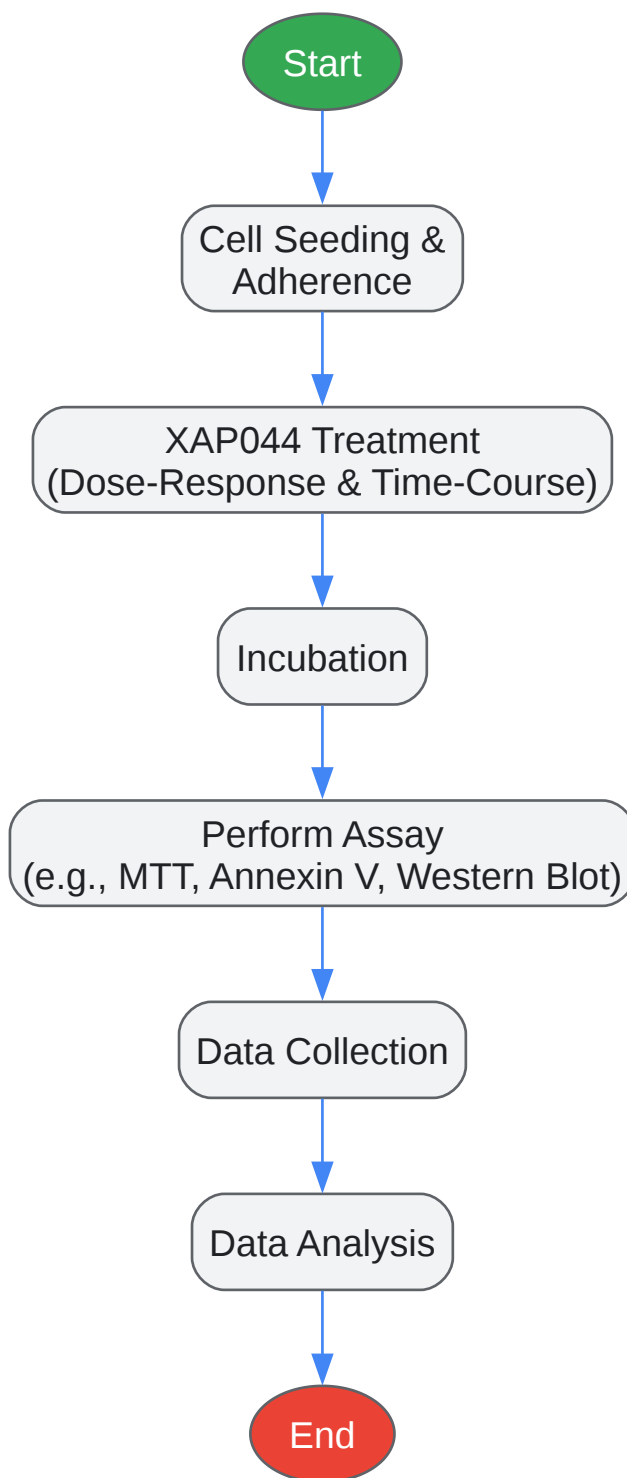 Start
Cell Seeding &
Adherence
XAP044 Treatment
(Dose-Response & Time-Course)
Incubation
Perform Assay
(e.g., MTT, Annexin V, Western Blot)
Data Collection
Data Analysis
End